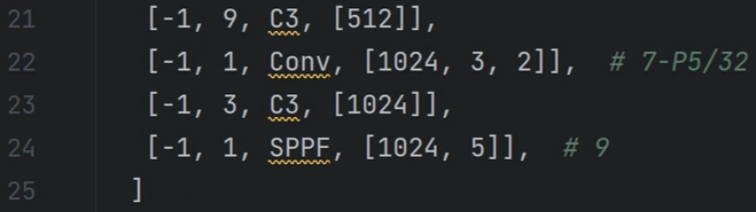 21 [-1, 9, C3, [512]],
22 [-1, 1, Conv, [1024, 3, 2]],  # 7-P5/32
23 [-1, 3, C3, [1024]],
24 [-1, 1, SPPF, [1024, 5]],  # 9
25 ]